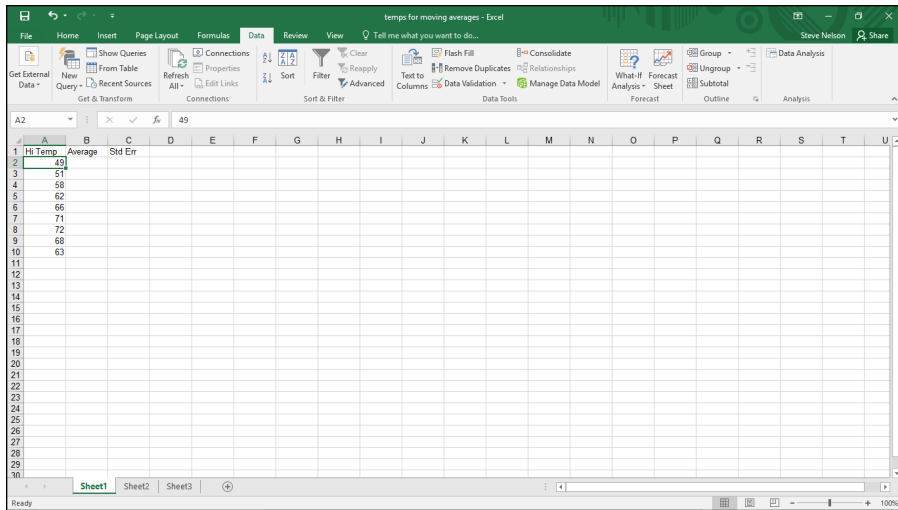 temps for moving averages - Excel
File Home Insert Page Layout Formulas Data Review View Tell me what you want to do... Steve Nelson Share
Get External Data
New Query
Show Queries
From Table
Recent Sources
Get & Transform
Refresh All
Connections
Properties
Edit Links
Connections
Sort
Filter
Clear
Reapply
Advanced
Sort & Filter
Text to Columns
Flash Fill
Remove Duplicates
Data Validation
Consolidate
Relationships
Manage Data Model
Data Tools
What-If Analysis
Forecast Sheet
Forecast
Group
Ungroup
Subtotal
Outline
Data Analysis
Analysis
A2 fx 49
A B C D E F G H I J K L M N O P Q R S T U
1 Hi Temp Average Std Err
2 49
3 51
4 58
5 62
6 66
7 71
8 72
9 68
10 63
11
12
13
14
15
16
17
18
19
20
21
22
23
24
25
26
27
28
29
30
Sheet1 Sheet2 Sheet3
Ready 100%